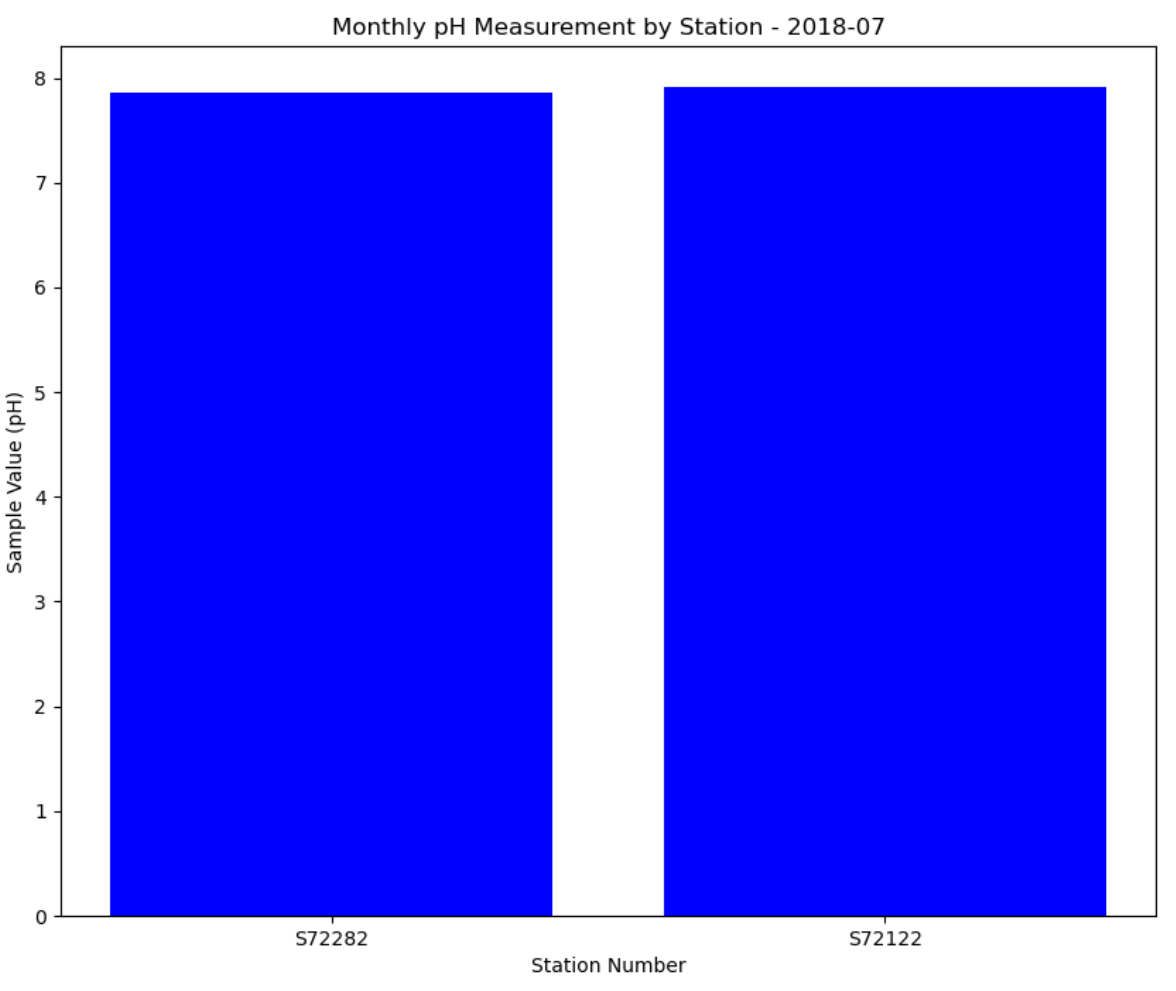 Monthly pH Measurement by Station - 2018-07
8
7
6
5
4
3
2
1
0
Sample Value (pH)
S72282 S72122
Station Number